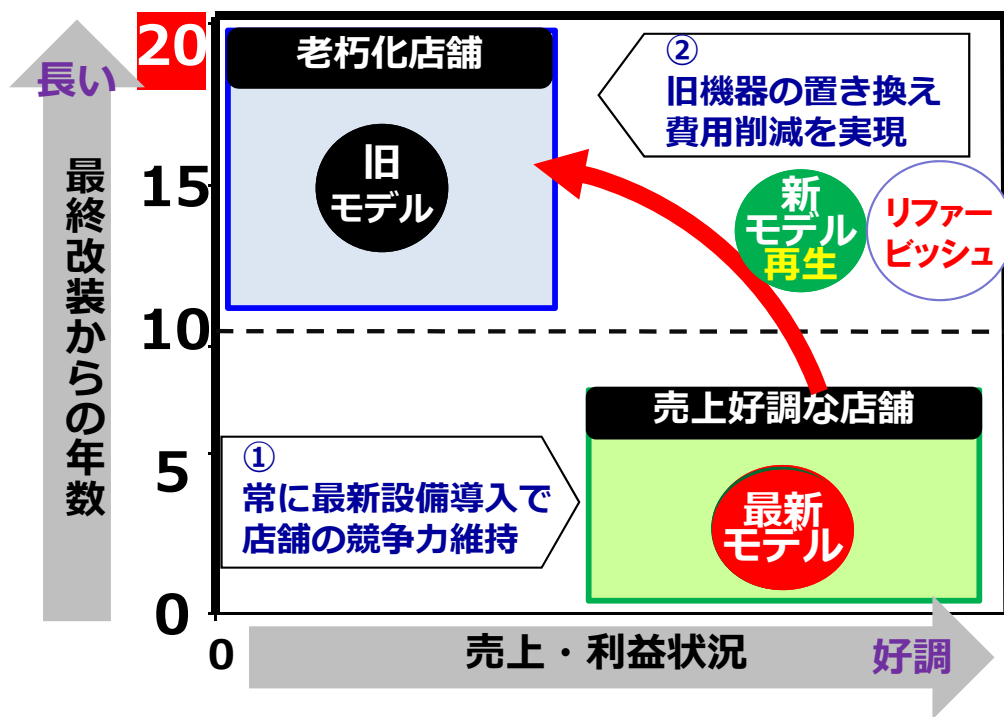 20
長い
老朽化店舗
②
旧機器の置き換え
費用削減を実現
旧
モデル
最終改装からの年数
15
新
モデル
再生
リファー
ビッシュ
10
売上好調な店舗
①
常に最新設備導入で
店舗の競争力維持
5
最新
モデル
0
0
売上・利益状況
好調